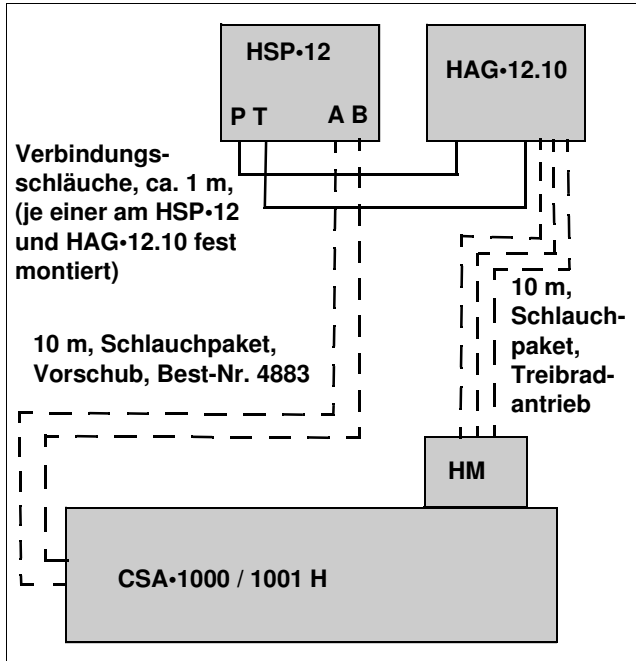 HSP•12
P T
A B
HAG•12.10
Verbindungs-
schläuche, ca. 1 m,
(je einer am HSP•12
und HAG•12.10 fest
montiert)
10 m, Schlauchpaket,
Vorschub, Best-Nr. 4883
10 m,
Schlauch-
paket,
Treibrad-
antrieb
HM
CSA•1000 / 1001 H